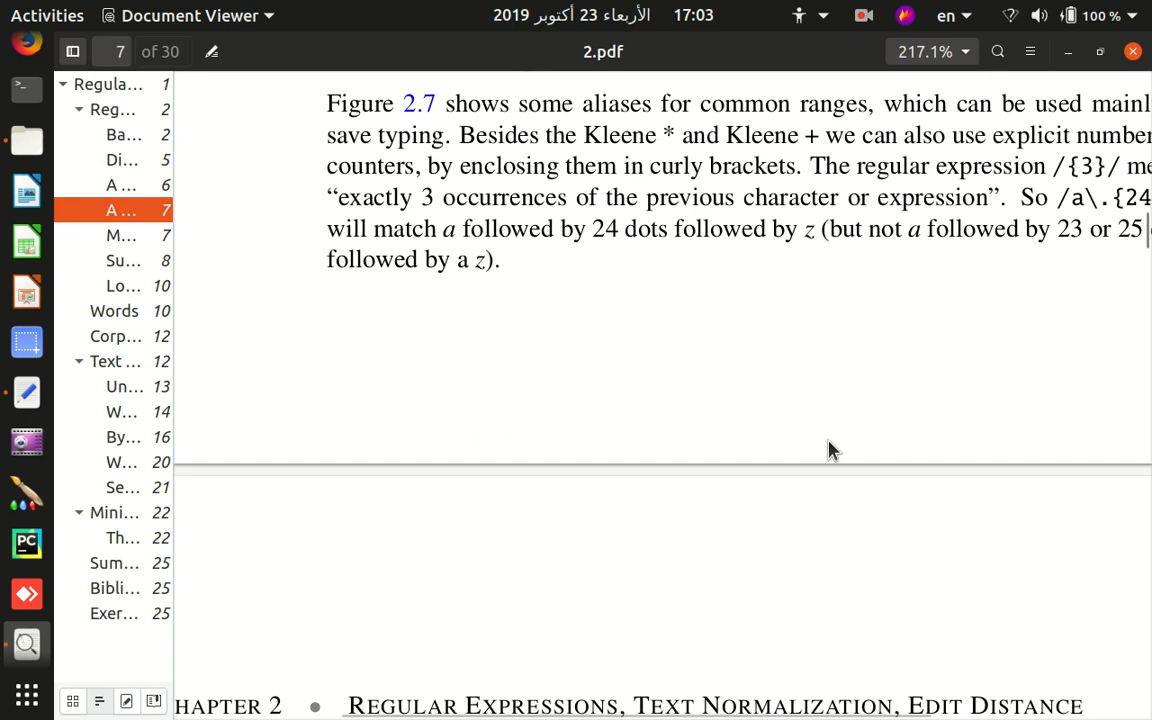 Activities Document Viewer الأربعاء 23 أكتوبر 2019 17:03 en 100 %
7 of 30 2.pdf 217.1%
Regula... 1
Reg... 2
Ba... 2
Di... 5
A ... 6
A ... 7
M... 7
Su... 8
Lo... 10
Words 10
Corp... 12
Text ... 12
Un... 13
W... 14
By... 16
W... 20
Se... 21
Mini... 22
Th... 22
Sum... 25
Bibli... 25
Exer... 25
Figure 2.7 shows some aliases for common ranges, which can be used mainl
save typing. Besides the Kleene * and Kleene + we can also use explicit number
counters, by enclosing them in curly brackets. The regular expression /{3}/ me
“exactly 3 occurrences of the previous character or expression”. So /a\.{24
will match a followed by 24 dots followed by z (but not a followed by 23 or 25
followed by a z).
HAPTER 2 • REGULAR EXPRESSIONS, TEXT NORMALIZATION, EDIT DISTANCE
PC